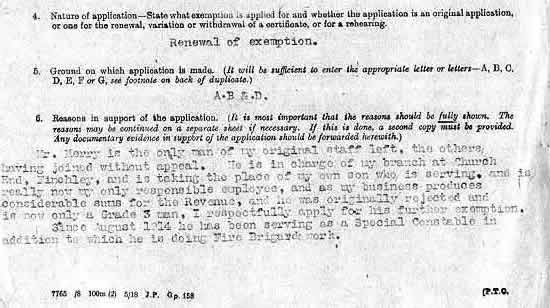 4. Nature of application—State what exemption is applied for and whether the application is an original application,
or one for the renewal, variation or withdrawal of a certificate, or for a rehearing.
Renewal of exemption.
5. Ground on which application is made. (It will be sufficient to enter the appropriate letter or letters—A, B, C,
D, E, F or G, see footnote on back of duplicate.)
A.B & D.
6. Reasons in support of the application. (It is most important that the reasons should be fully shown. The
reasons may be continued on a separate sheet if necessary. If this is done, a second copy must be provided.
Any documentary evidence in support of the application should be forwarded herewith.)
Mr. Merry is the only man of my original staff left, the others
having joined without appeal. He is in charge of my branch at Church
End, Finchley, and is taking the place of my own son who is serving, and is
really now my only responsible employee, and as my business produces
considerable sums for the Revenue, and he was originally rejected and
is now only a Grade 3 man, I respectfully apply for his further exemption.
Since August 1914 he has been serving as a Special Constable in
addition to which he is doing Fire Brigade work.
7765 /8 100m (2) 5/18 J.P. Gp. 158 [P.T.O.